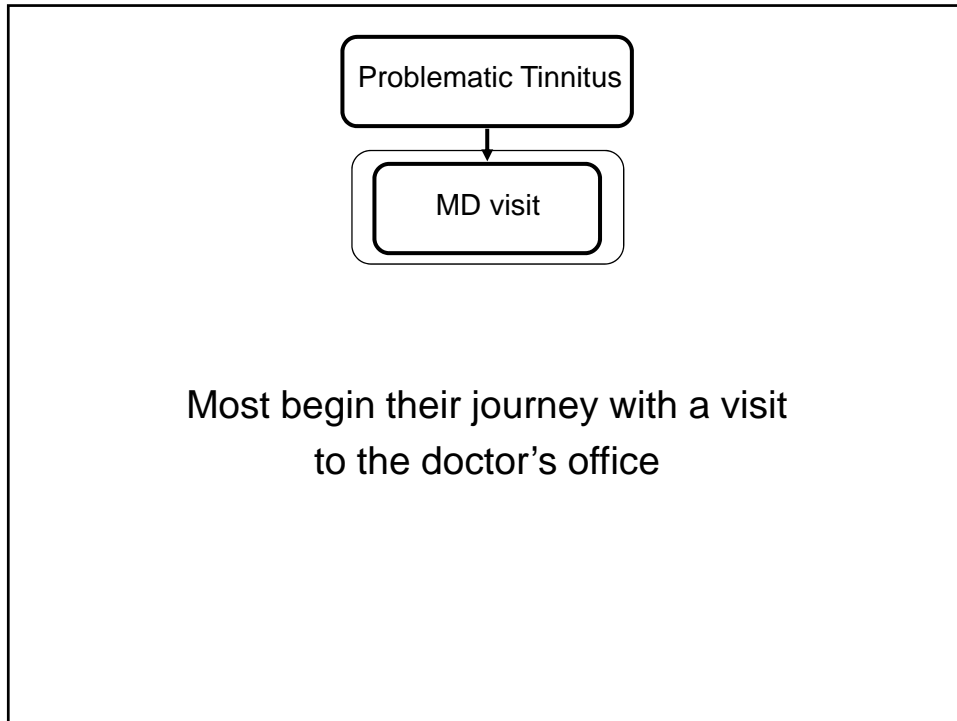 Problematic Tinnitus
MD visit
Most begin their journey with a visit
to the doctor’s office